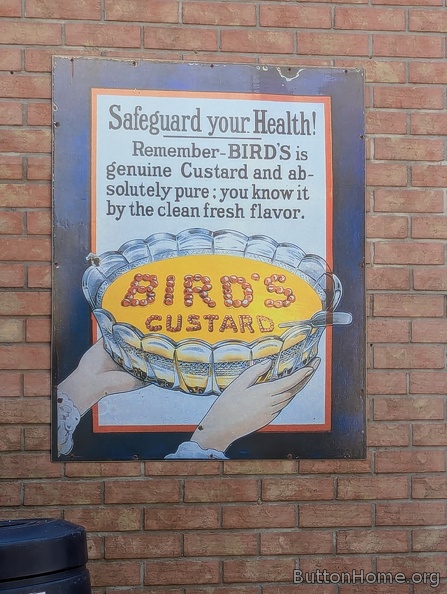 Safeguard your Health!
Remember-BIRD'S is
genuine Custard and ab-
solutely pure; you know it
by the clean fresh flavor.
BIRD'S
CUSTARD
ButtonHome.org